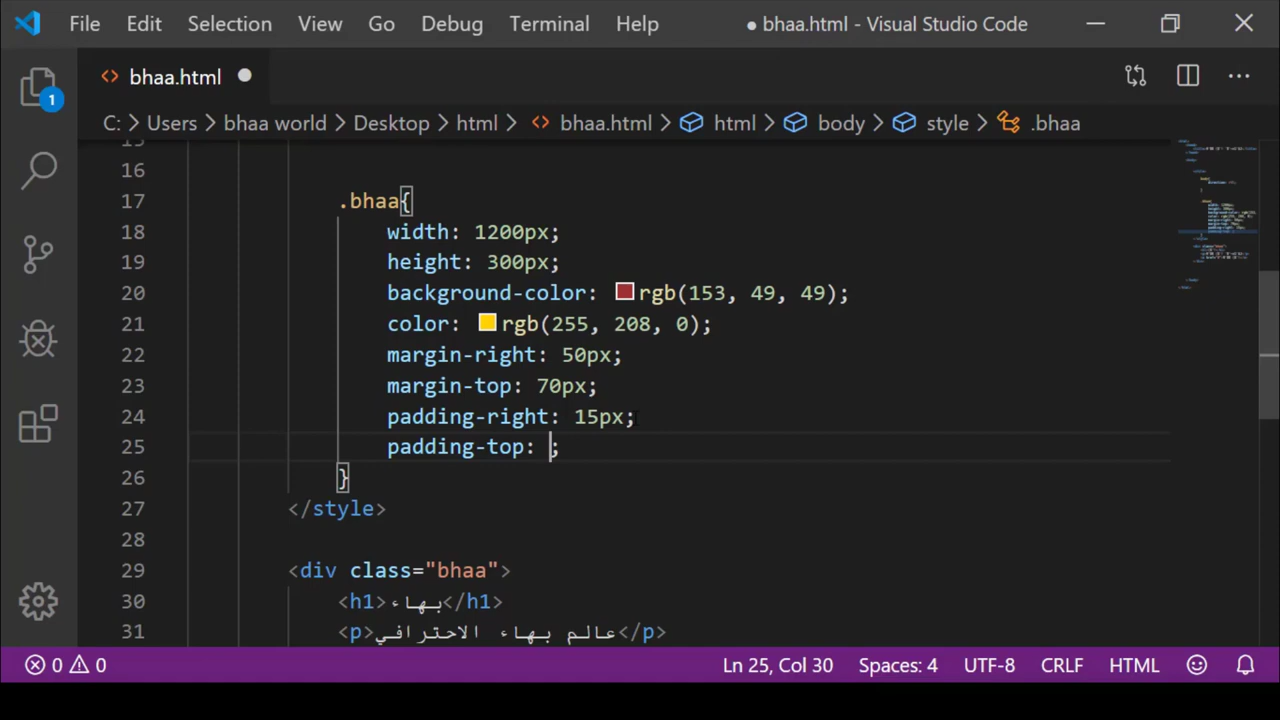 File Edit Selection View Go Debug Terminal Help ● bhaa.html - Visual Studio Code
bhaa.html
C: > Users > bhaa world > Desktop > html > bhaa.html > html > body > style > .bhaa
1
16
17 .bhaa{
18 width: 1200px;
19 height: 300px;
20 background-color: rgb(153, 49, 49);
21 color: rgb(255, 208, 0);
22 margin-right: 50px;
23 margin-top: 70px;
24 padding-right: 15px;
25 padding-top: ;
26 }
27 </style>
28
29 <div class="bhaa">
30 <h1>بهاء</h1>
31 <p>عالم بهاء الاحترافي</p>
0 0 Ln 25, Col 30 Spaces: 4 UTF-8 CRLF HTML